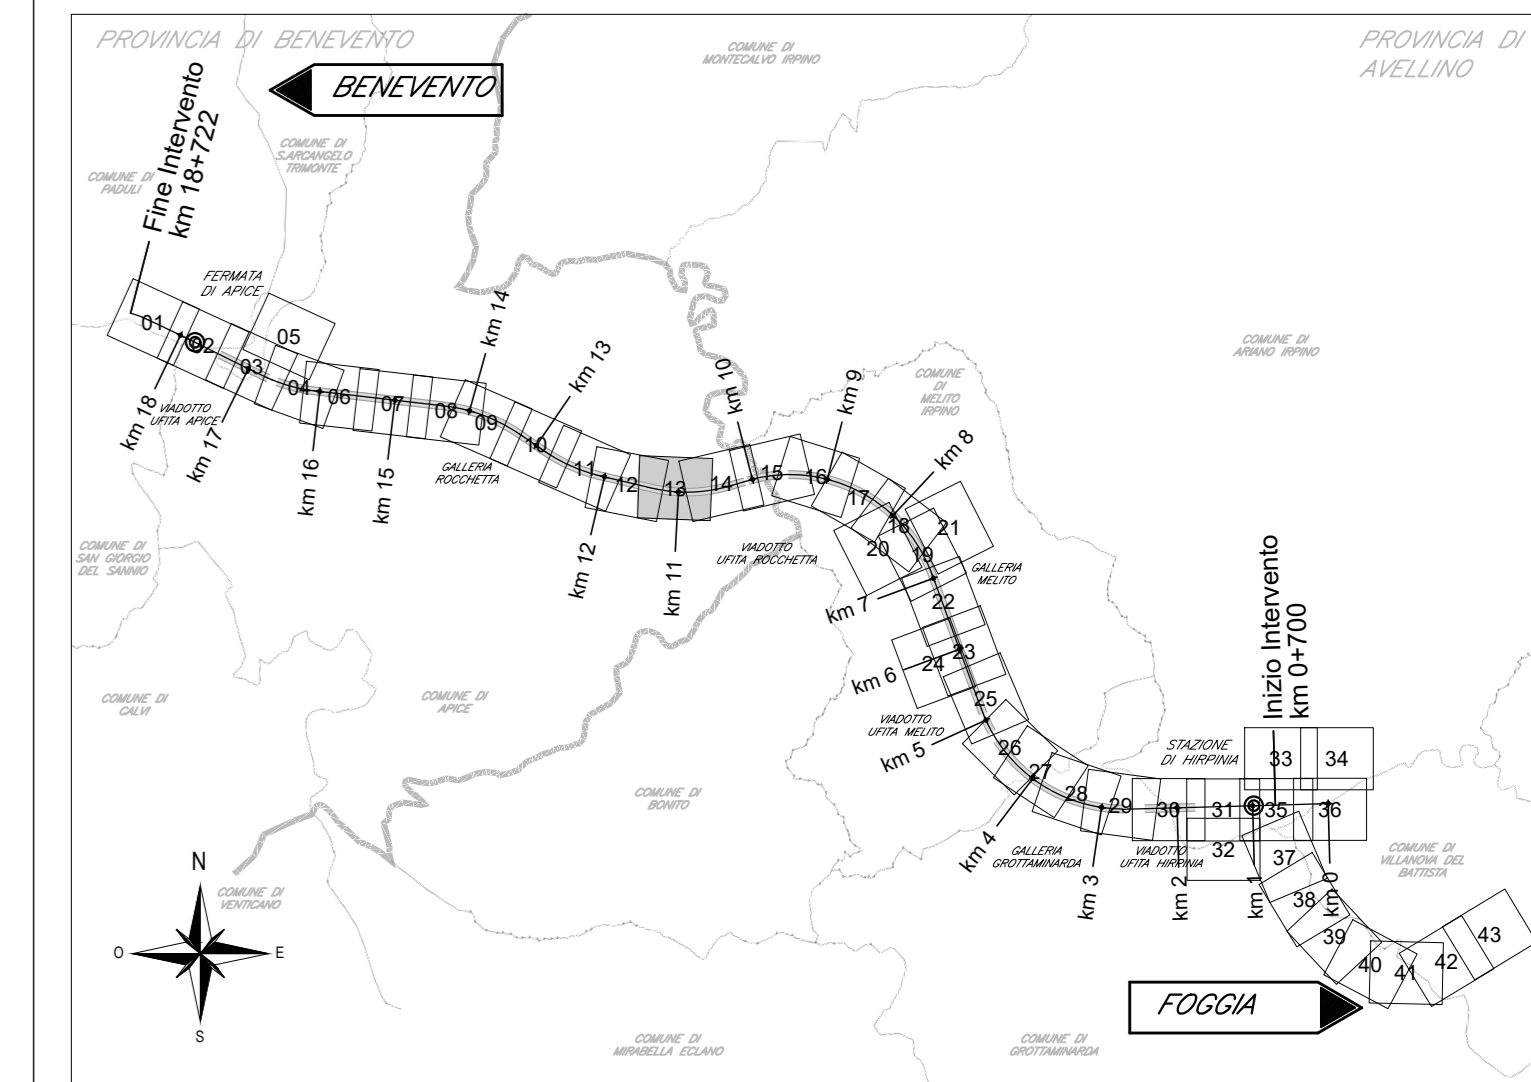 PROVINCIA DI BENEVENTO
PROVINCIA DI
AVELLINO
COMUNE DI
MONTECALVO IRPINO
BENEVENTO
Fine Intervento
km 18+722
COMUNE DI
S.ARCANGELO
TRIMONTE
COMUNE DI
PADULI
FERMATA
DI APICE
01
02
03
04
05
06
07
08
09
10
11
12
13
14
15
16
17
18
19
20
21
22
23
24
25
26
27
28
29
30
31
32
33
34
35
36
37
38
39
40
41
42
43
km 18
km 17
km 16
km 15
km 14
km 13
km 12
km 11
km 10
km 9
km 8
km 7
km 6
km 5
km 4
km 3
km 2
km 1
km 0
VIADOTTO
UFITA APICE
GALLERIA
ROCCHETTA
VIADOTTO
UFITA ROCCHETTA
GALLERIA
MELITO
VIADOTTO
UFITA MELITO
GALLERIA
GROTTAMINARDA
VIADOTTO
UFITA HIRPINIA
STAZIONE
DI HIRPINIA
Inizio Intervento
km 0+700
COMUNE DI
ARIANO IRPINO
COMUNE
DI
MELITO
IRPINO
COMUNE DI
SAN GIORGIO
DEL SANNIO
COMUNE DI
CALVI
COMUNE DI
APICE
COMUNE DI
BONITO
COMUNE DI
VENTICANO
COMUNE DI
VILLANOVA DEL
BATTISTA
COMUNE DI
MIRABELLA ECLANO
COMUNE DI
GROTTAMINARDA
FOGGIA
N
O
E
S